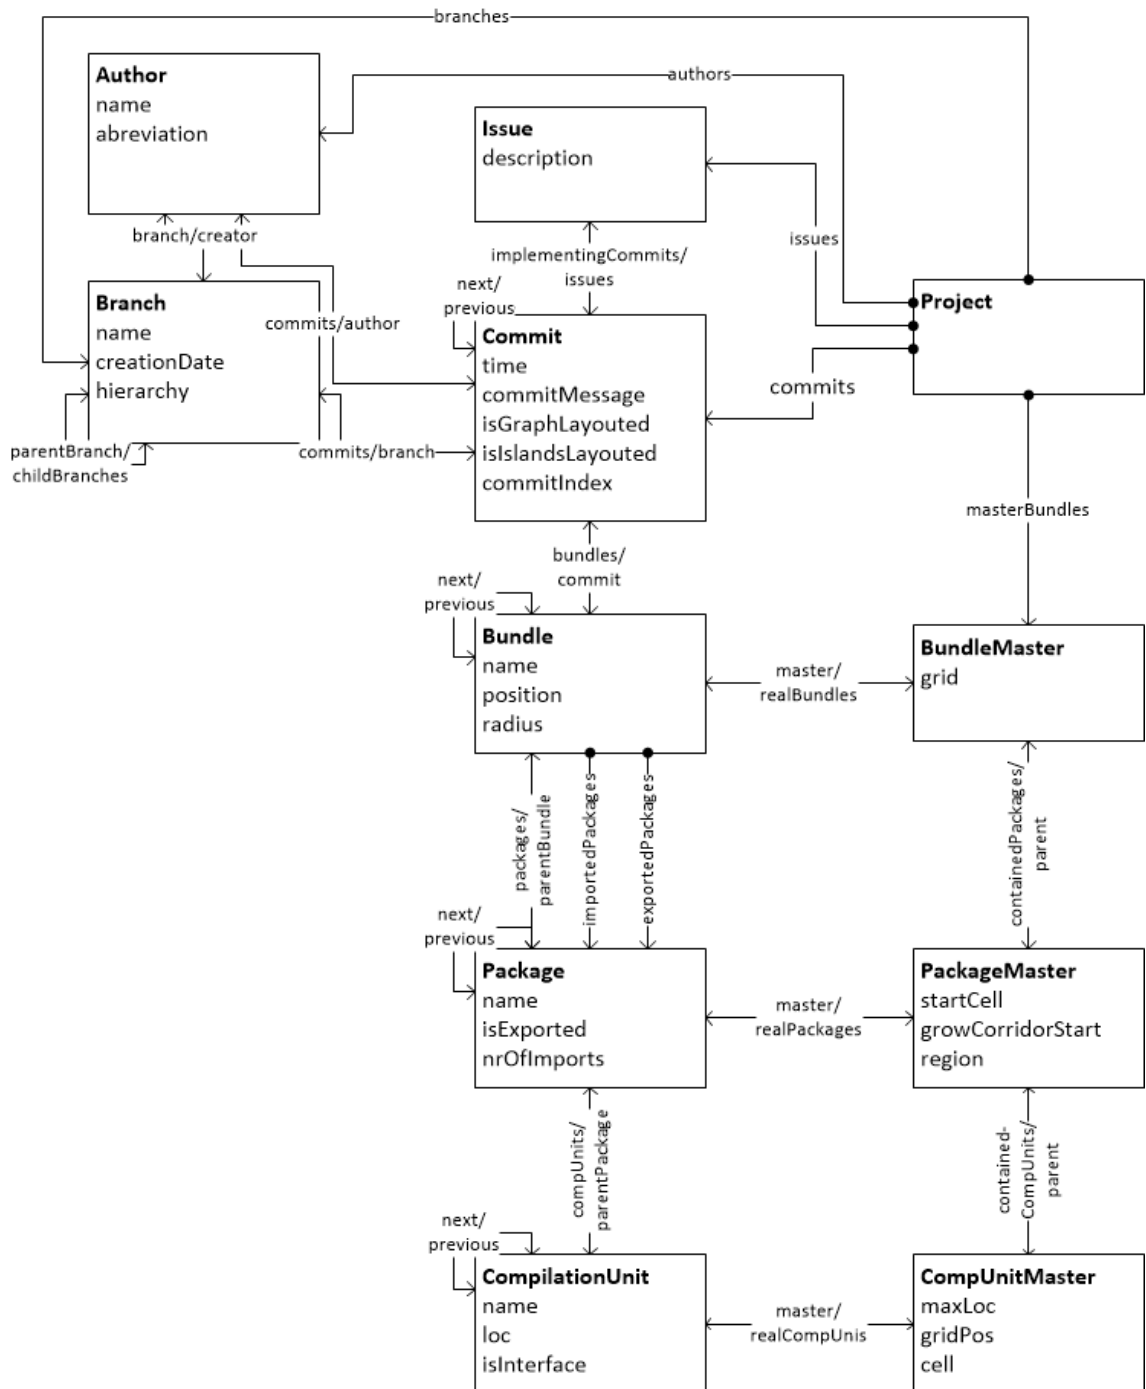 branches
Author
name
abreviation
authors
Issue
description
branch/creator
implementingCommits/
issues
issues
Branch
name
creationDate
hierarchy
commits/author
next/
previous
Commit
time
commitMessage
isGraphLayouted
isIslandsLayouted
commitIndex
Project
commits
parentBranch/
childBranches
commits/branch
masterBundles
bundles/
commit
next/
previous
Bundle
name
position
radius
master/
realBundles
BundleMaster
grid
packages/
parentBundle
importedPackages
exportedPackages
containedPackages/
parent
next/
previous
Package
name
isExported
nrOfImports
master/
realPackages
PackageMaster
startCell
growCorridorStart
region
compUnits/
parentPackage
contained-
CompUnits/
parent
next/
previous
CompilationUnit
name
loc
isInterface
master/
realCompUnis
CompUnitMaster
maxLoc
gridPos
cell